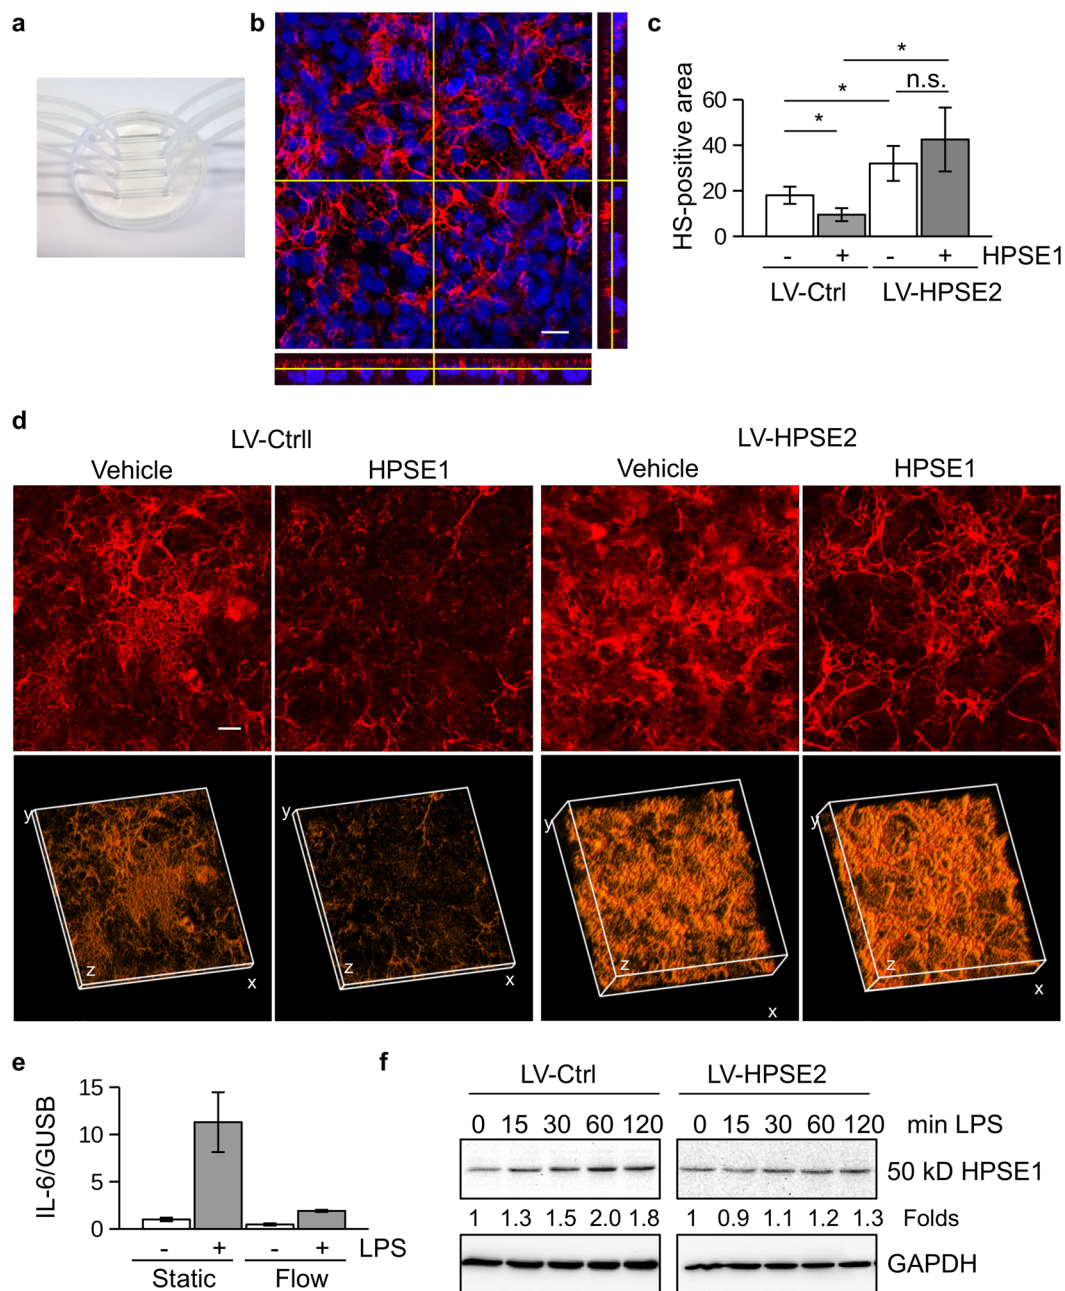 a
b
c
HS-positive area
60
40
20
0
*
*
*
n.s.
- + - + HPSE1
LV-Ctrl LV-HPSE2
d
LV-Ctrll LV-HPSE2
Vehicle HPSE1 Vehicle HPSE1
y z x
y z x
y z x
y z x
e
IL-6/GUSB
15
10
5
0
- + - + LPS
Static Flow
f
LV-Ctrl LV-HPSE2
0 15 30 60 120 0 15 30 60 120 min LPS
50 kD HPSE1
1 1.3 1.5 2.0 1.8 1 0.9 1.1 1.2 1.3 Folds
GAPDH